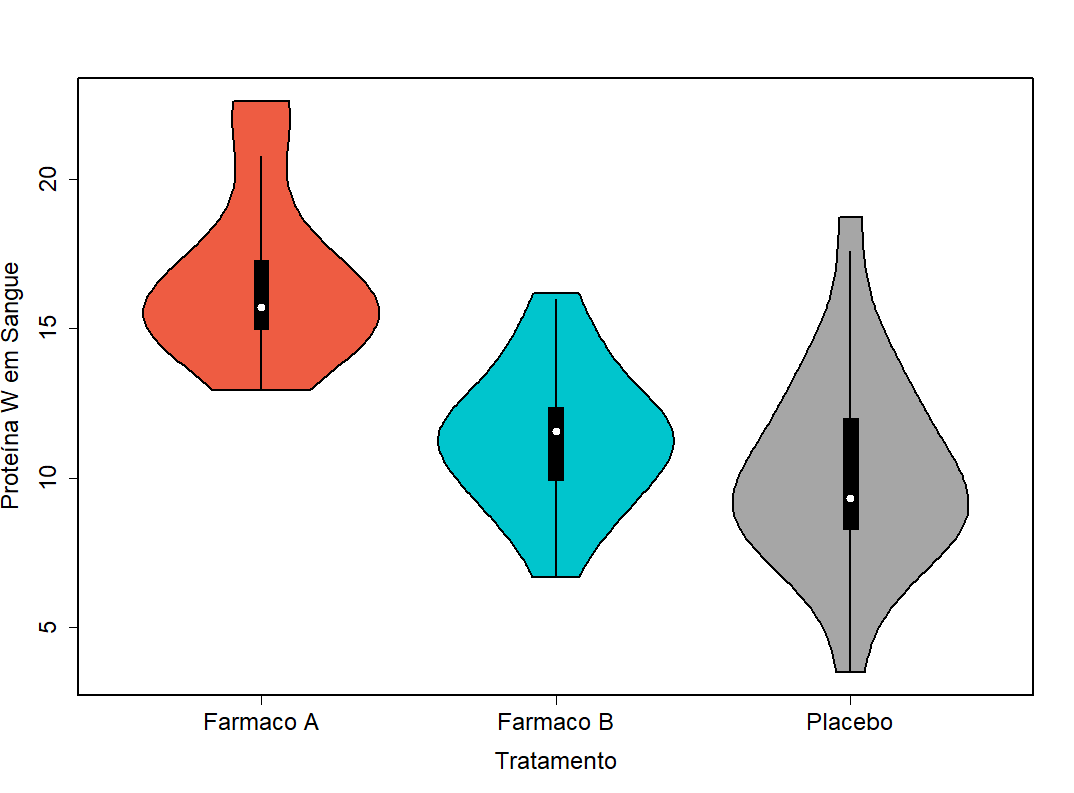 Proteína W em Sangue
20
15
10
5
Farmaco A
Farmaco B
Placebo
Tratamento